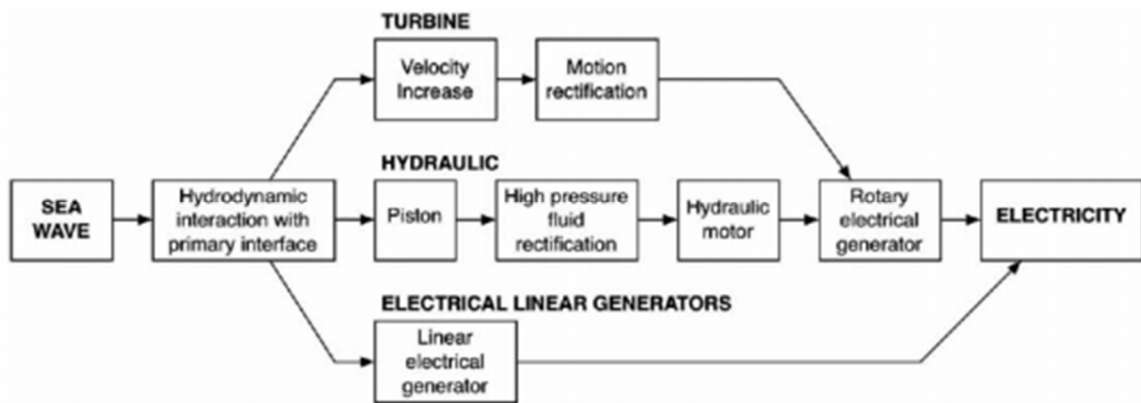 TURBINE
Velocity
Increase
Motion
rectification
HYDRAULIC
SEA
WAVE
Hydrodynamic
interaction with
primary interface
Piston
High pressure
fluid
rectification
Hydraulic
motor
Rotary
electrical
generator
ELECTRICITY
ELECTRICAL LINEAR GENERATORS
Linear
electrical
generator